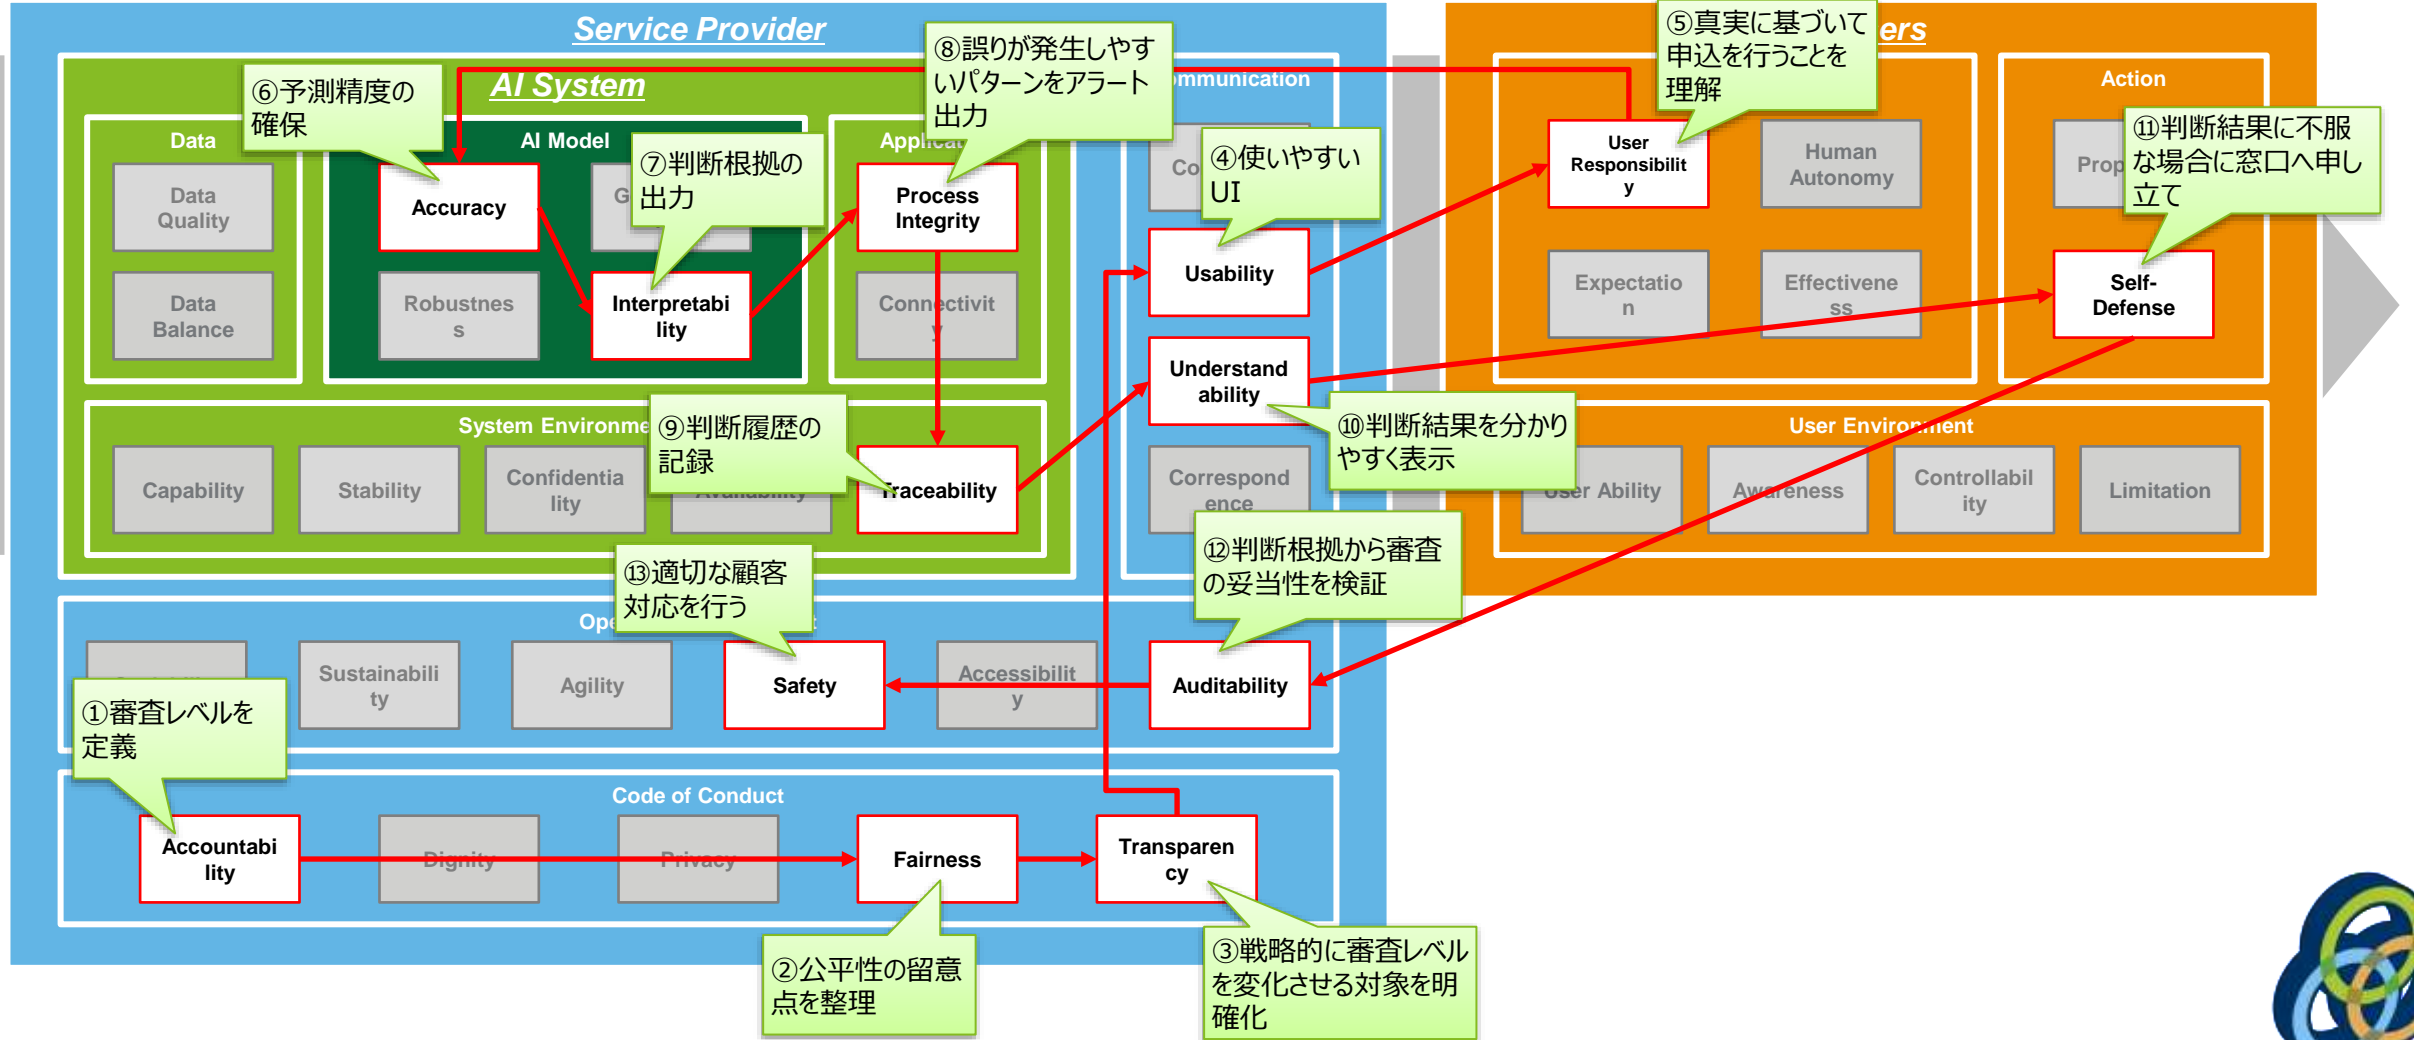 Service Provider
ers
AI System
mmunication
Action
Data
AI Model
Applicat
Data
Quality
Data
Balance
Accuracy
G
Robustnes
s
Interpretabi
lity
Process
Integrity
Connectivit
y
Co
Usability
Understand
ability
Correspond
ence
User
Responsibilit
y
Human
Autonomy
Expectatio
n
Effectivene
ss
Prop
Self-
Defense
System Environme
Capability
Stability
Confidentia
lity
Availability
Traceability
User Environment
User Ability
Awareness
Controllabil
ity
Limitation
Ope
t
Sustainabili
ty
Agility
Safety
Accessibilit
y
Auditability
Code of Conduct
Accountabi
lity
Dignity
Privacy
Fairness
Transparen
cy
①審査レベルを
定義
②公平性の留意
点を整理
③戦略的に審査レベル
を変化させる対象を明
確化
④使いやすい
UI
⑤真実に基づいて
申込を行うことを
理解
⑥予測精度の
確保
⑦判断根拠の
出力
⑧誤りが発生しやす
いパターンをアラート
出力
⑨判断履歴の
記録
⑩判断結果を分かり
やすく表示
⑪判断結果に不服
な場合に窓口へ申し
立て
⑫判断根拠から審査
の妥当性を検証
⑬適切な顧客
対応を行う